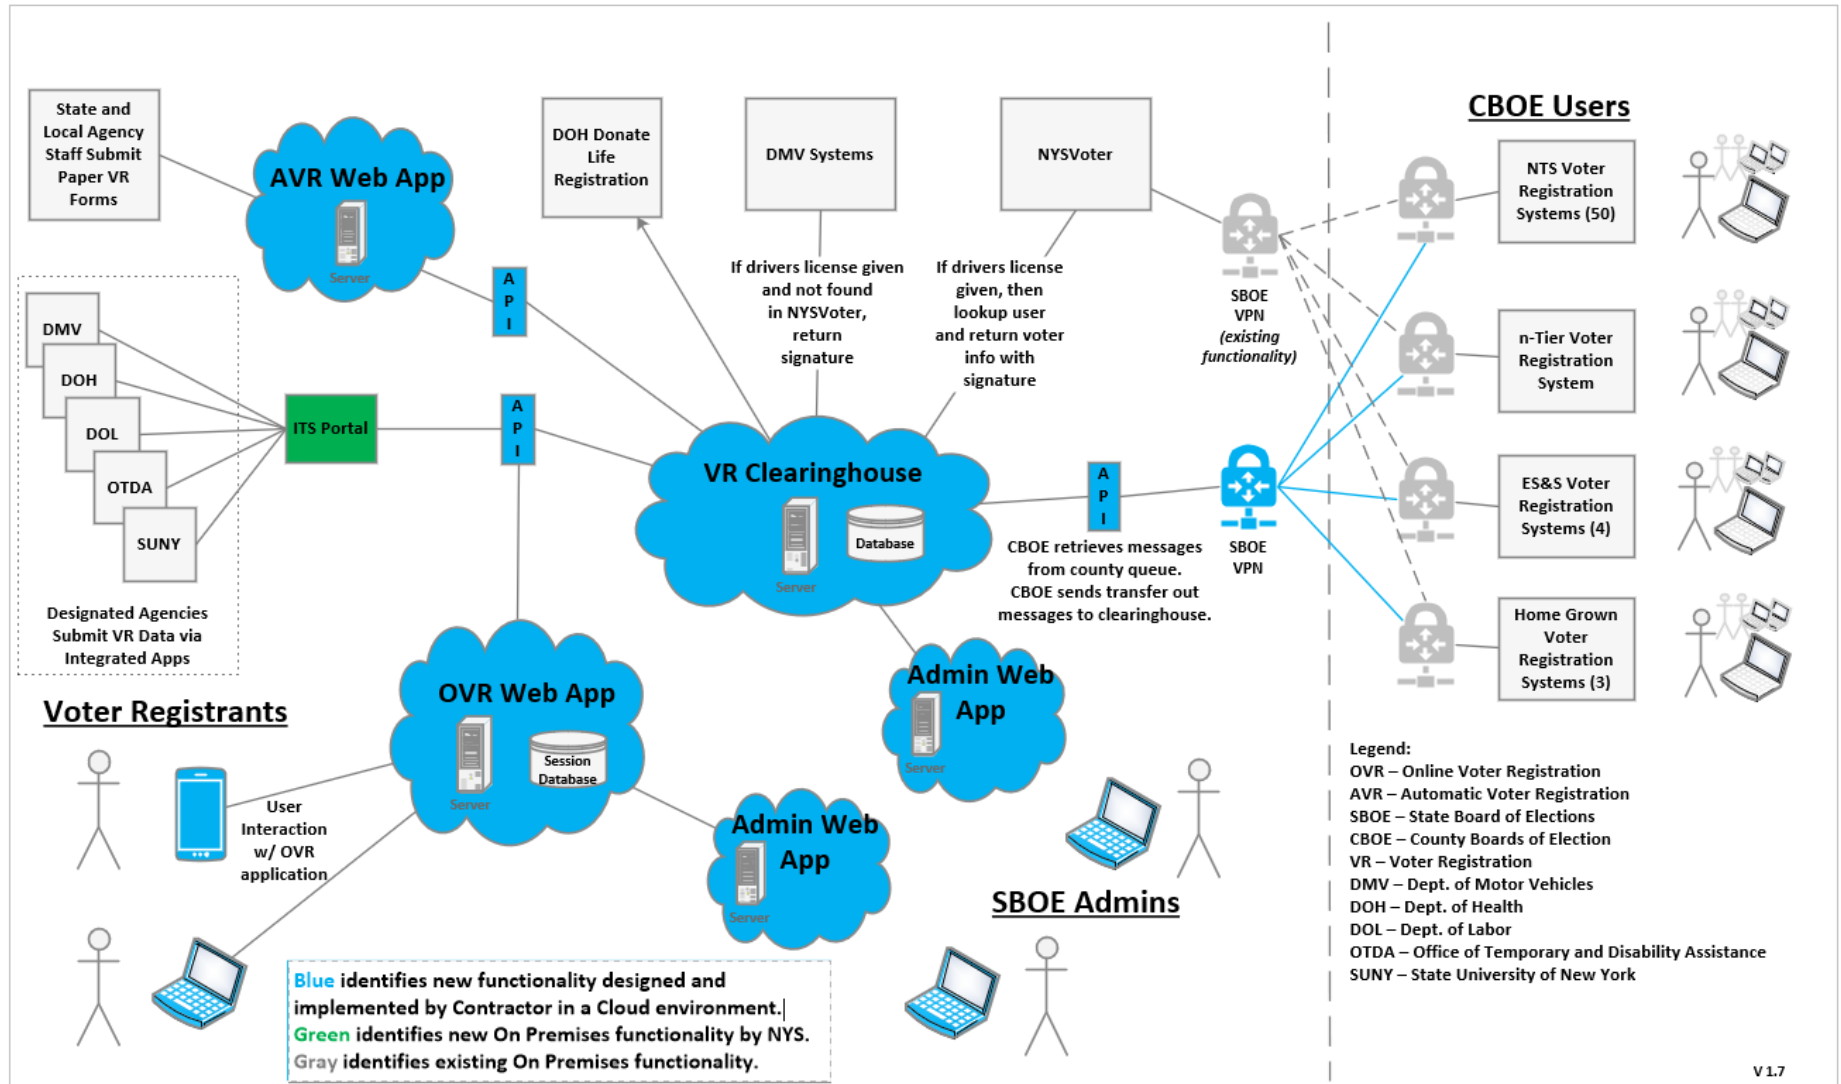 State and
Local Agency
Staff Submit
Paper VR
Forms
AVR Web App
Server
DOH Donate
Life
Registration
DMV Systems
NYSVoter
CBOE Users
NTS Voter
Registration
Systems (50)
A
P
I
If drivers license given
and not found
in NYSVoter,
return
signature
If drivers license
given, then
lookup user
and return voter
info with
signature
SBOE
VPN
(existing
functionality)
n-Tier Voter
Registration
System
DMV
DOH
DOL
OTDA
SUNY
Designated Agencies
Submit VR Data via
Integrated Apps
ITS Portal
A
P
I
VR Clearinghouse
Server
Database
A
P
I
CBOE retrieves messages
from county queue.
CBOE sends transfer out
messages to clearinghouse.
SBOE
VPN
ES&S Voter
Registration
Systems (4)
Home Grown
Voter
Registration
Systems (3)
Voter Registrants
User
Interaction
w/ OVR
application
OVR Web App
Server
Session
Database
Admin Web
App
Server
Admin Web
App
Server
SBOE Admins
Legend:
OVR – Online Voter Registration
AVR – Automatic Voter Registration
SBOE – State Board of Elections
CBOE – County Boards of Election
VR – Voter Registration
DMV – Dept. of Motor Vehicles
DOH – Dept. of Health
DOL – Dept. of Labor
OTDA – Office of Temporary and Disability Assistance
SUNY – State University of New York
Blue identifies new functionality designed and
implemented by Contractor in a Cloud environment.
Green identifies new On Premises functionality by NYS.
Gray identifies existing On Premises functionality.
V 1.7